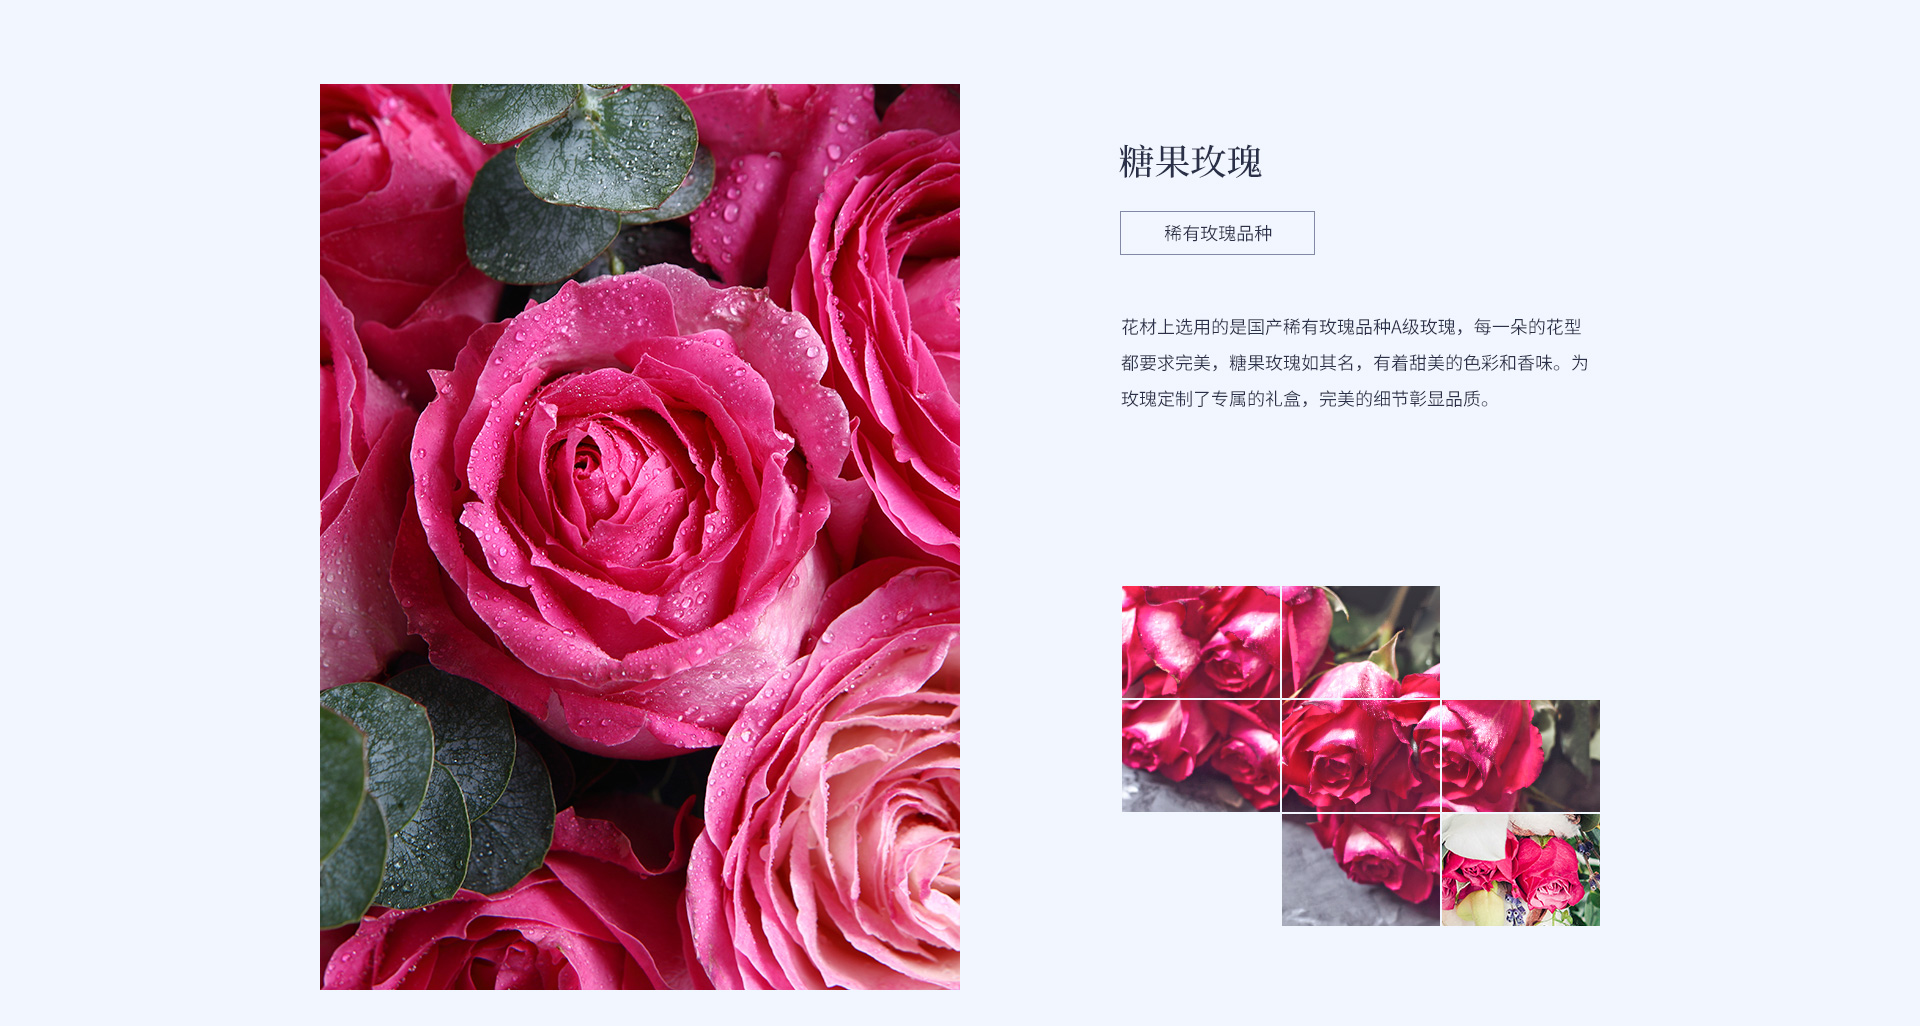 糖果玫瑰
稀有玫瑰品种
花材上选用的是国产稀有玫瑰品种A级玫瑰，每一朵的花型
都要求完美，糖果玫瑰如其名，有着甜美的色彩和香味。为
玫瑰定制了专属的礼盒，完美的细节彰显品质。